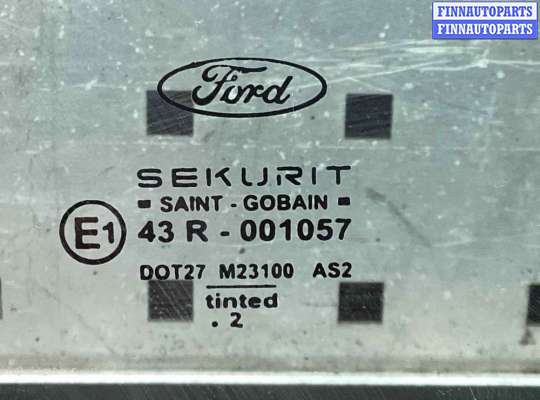 FINNAUTOPARTS
FINNAUTOPARTS
Ford
SEKURIT
SAINT - GOBAIN
E1 43 R - 001057
DOT27 M23100 AS2
tinted
. 2